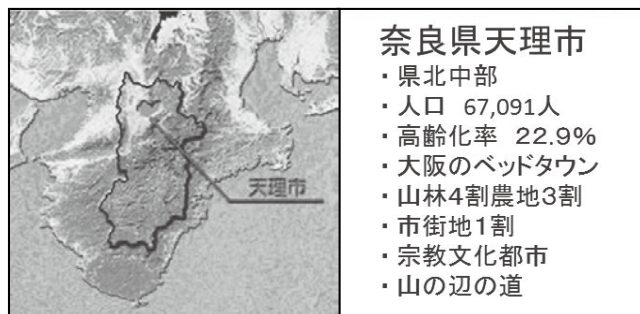 天理市
奈良県天理市
・県北中部
・人口 67,091人
・高齢化率 22.9%
・大阪のベッドタウン
・山林4割農地3割
・市街地1割
・宗教文化都市
・山の辺の道